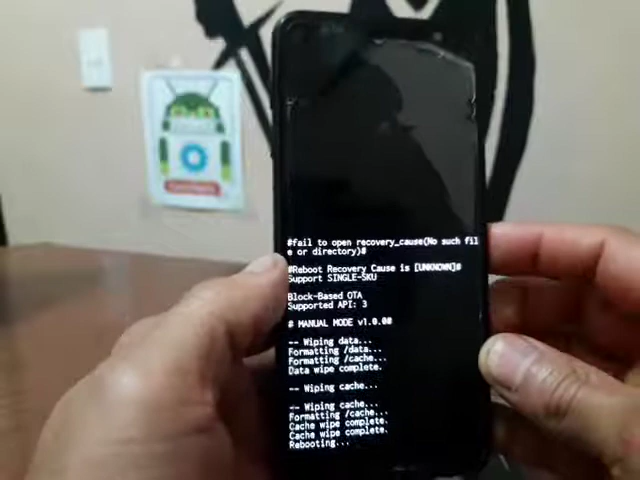 #fail to open recovery_cause(No such fil
e or directory)#
#Reboot Recovery Cause is [UNKNOWN]#
Support SINGLE-SKU
Block-Based OTA
Supported API: 3
# MANUAL MODE v1.0.00
-- Wiping data...
Formatting /data...
Formatting /cache...
Data wipe complete.
-- Wiping cache...
-- Wiping cache...
Formatting /cache...
Cache wipe complete.
Cache wipe complete.
Rebooting...